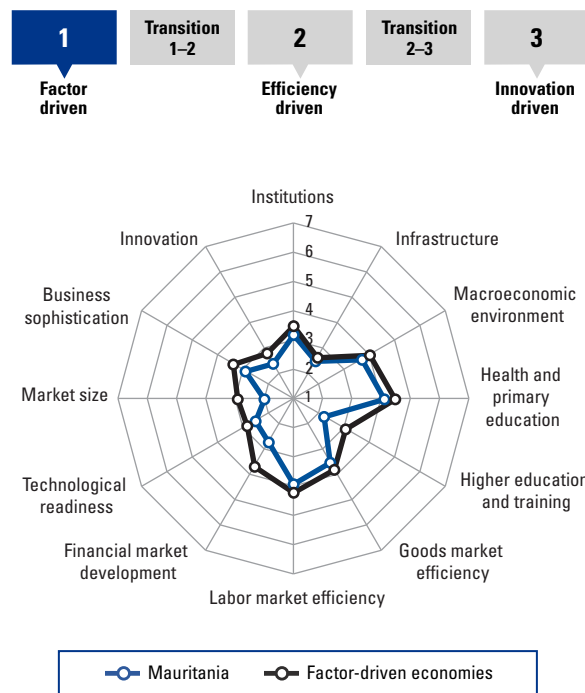 1
Transition
1–2
2
Transition
2–3
3
Factor
driven
Efficiency
driven
Innovation
driven
Institutions
7
6
5
4
3
2
1
Innovation
Infrastructure
Business
sophistication
Macroeconomic
environment
Market size
Health and
primary
education
Technological
readiness
Higher education
and training
Financial market
development
Goods market
efficiency
Labor market efficiency
Mauritania
Factor-driven economies